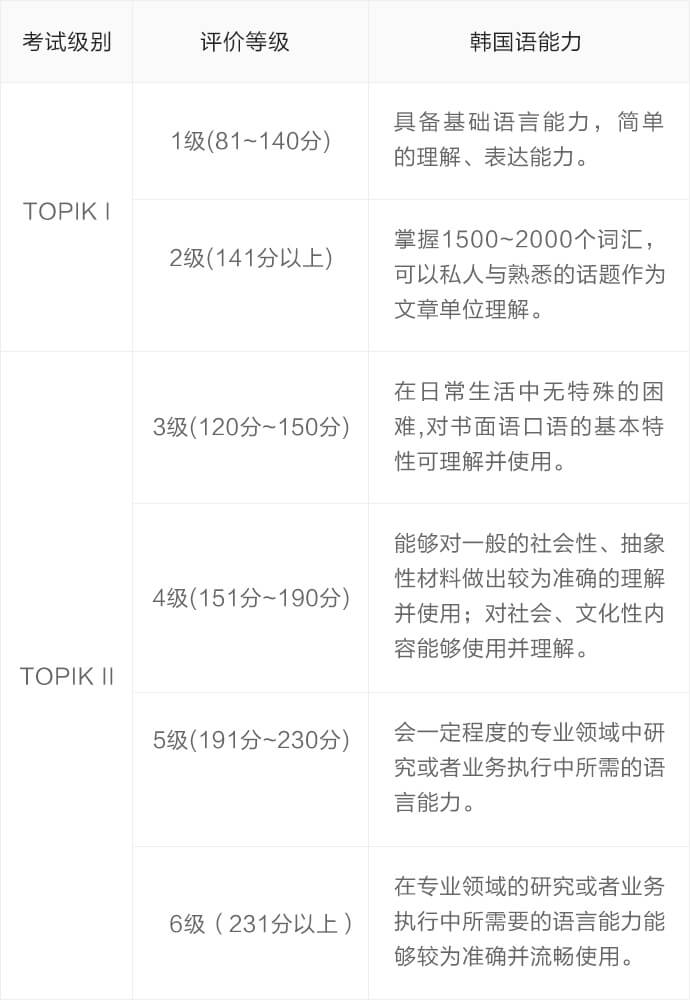 考试级别
评价等级
韩国语能力
TOPIK I
1级(81~140分)
具备基础语言能力，简单
的理解、表达能力。
2级(141分以上)
掌握1500~2000个词汇，
可以私人与熟悉的话题作为
文章单位理解。
TOPIK II
3级(120分~150分)
在日常生活中无特殊的困
难,对书面语口语的基本特
性可理解并使用。
4级(151分~190分)
能够对一般的社会性、抽象
性材料做出较为准确的理解
并使用；对社会、文化性内
容能够使用并理解。
5级(191分~230分)
会一定程度的专业领域中研
究或者业务执行中所需的语
言能力。
6级（231分以上）
在专业领域的研究或者业务
执行中所需要的语言能力能
够较为准确并流畅使用。